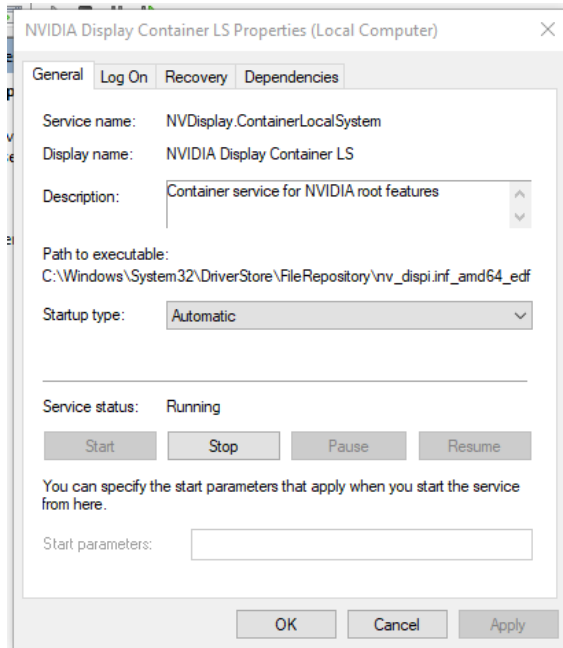 NVIDIA Display Container LS Properties (Local Computer)
General Log On Recovery Dependencies
Service name: NVDisplay.ContainerLocalSystem
Display name: NVIDIA Display Container LS
Description: Container service for NVIDIA root features
Path to executable:
C:\Windows\System32\DriverStore\FileRepository\nv_dispi.inf_amd64_edf
Startup type: Automatic
Service status: Running
Start Stop Pause Resume
You can specify the start parameters that apply when you start the service
from here.
Start parameters:
OK Cancel Apply